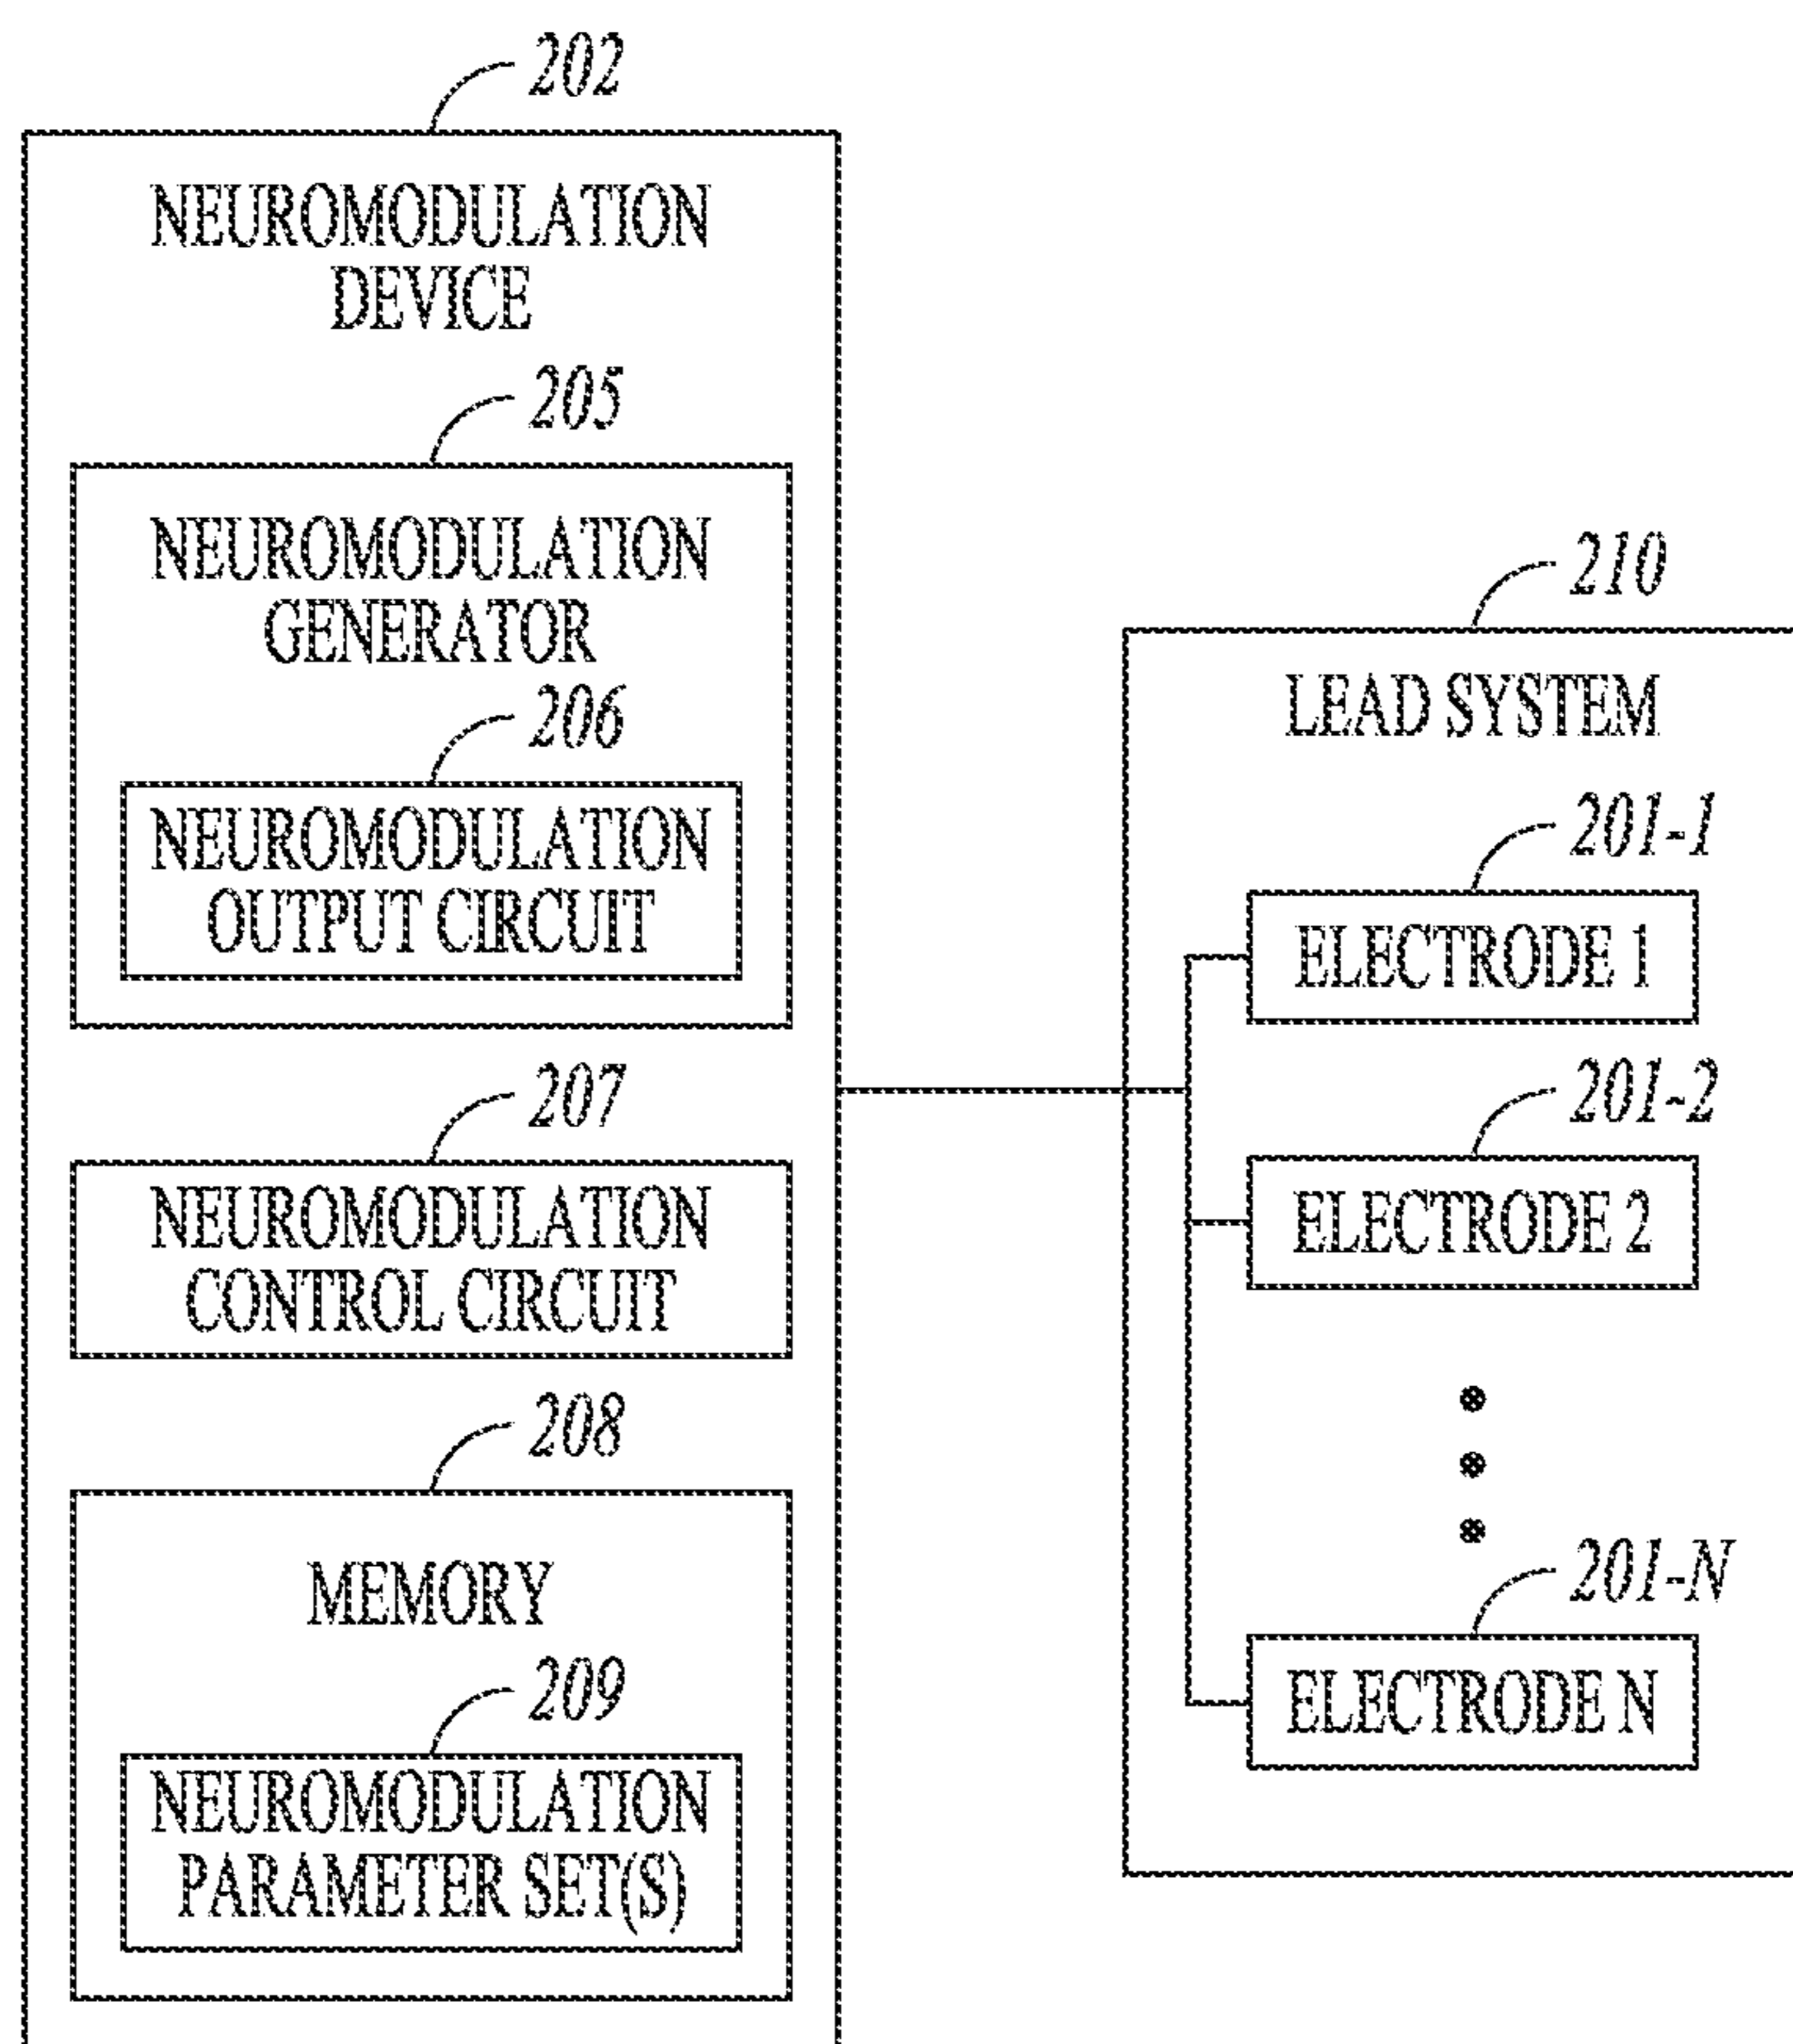 202
NEUROMODULATION
DEVICE
205
NEUROMODULATION
GENERATOR
206
NEUROMODULATION
OUTPUT CIRCUIT
207
NEUROMODULATION
CONTROL CIRCUIT
208
MEMORY
209
NEUROMODULATION
PARAMETER SET(S)
210
LEAD SYSTEM
201-1
ELECTRODE 1
201-2
ELECTRODE 2
201-N
ELECTRODE N